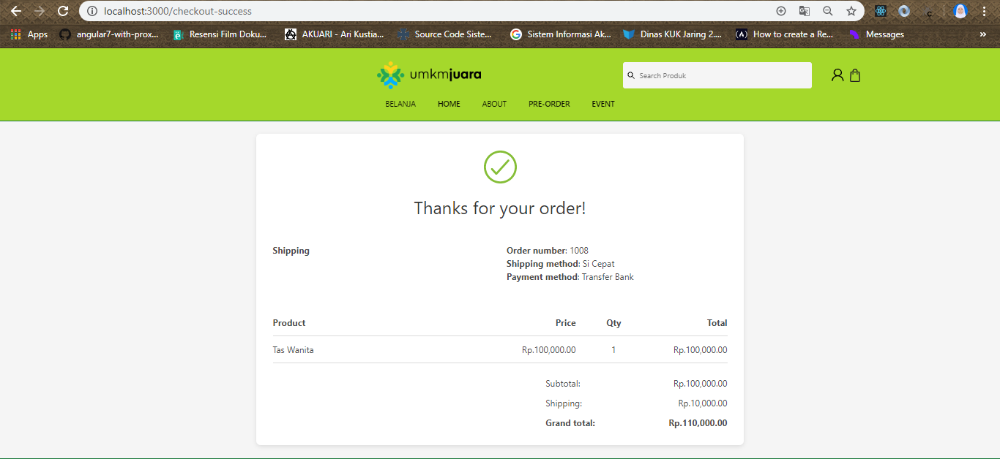 localhost:3000/checkout-success
Apps angular7-with-prox... Resensi Film Doku... AKUARI - Ari Kustia... Source Code Siste... Sistem Informasi Ak... Dinas KUK Jaring 2.... How to create a Re... Messages »
umkmjuara
Search Produk
BELANJA HOME ABOUT PRE-ORDER EVENT
Thanks for your order!
Shipping
Order number: 1008
Shipping method: Si Cepat
Payment method: Transfer Bank
Product Price Qty Total
Tas Wanita Rp.100,000.00 1 Rp.100,000.00
Subtotal: Rp.100,000.00
Shipping: Rp.10,000.00
Grand total: Rp.110,000.00